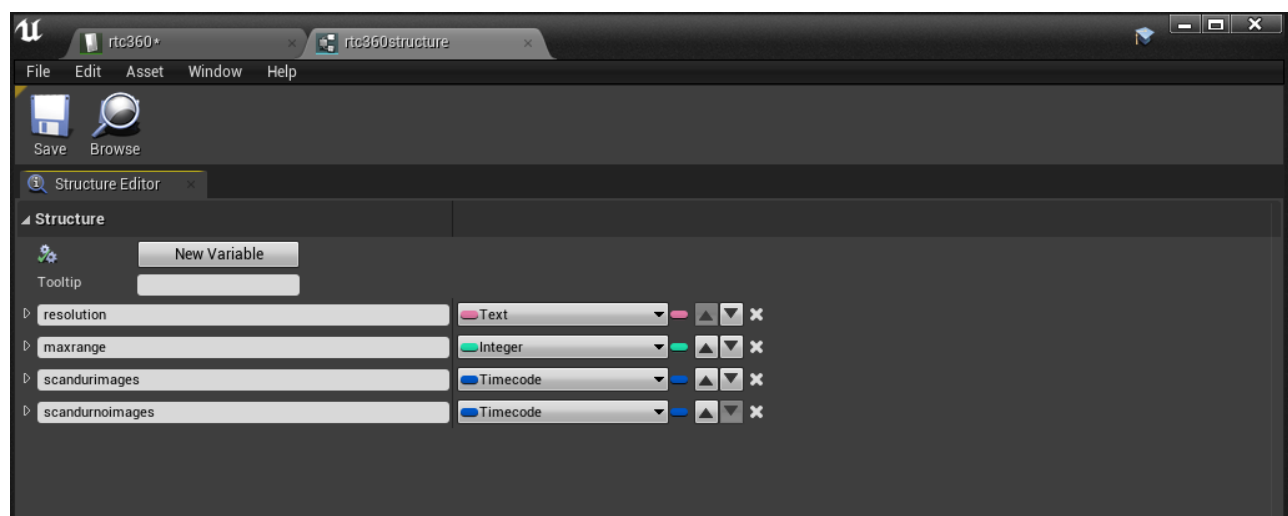 rtc360*
rtc360structure
File Edit Asset Window Help
Save Browse
Structure Editor
Structure
New Variable
Tooltip
resolution Text
maxrange Integer
scandurimages Timecode
scandurnoimages Timecode